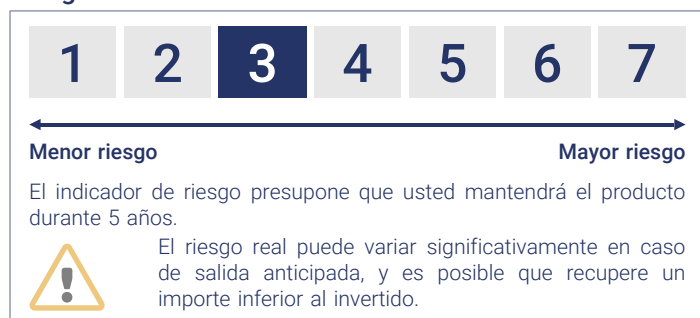 1 2 3 4 5 6 7
Menor riesgo Mayor riesgo
El indicador de riesgo presupone que usted mantendrá el producto
durante 5 años.
El riesgo real puede variar significativamente en caso
de salida anticipada, y es posible que recupere un
importe inferior al invertido.